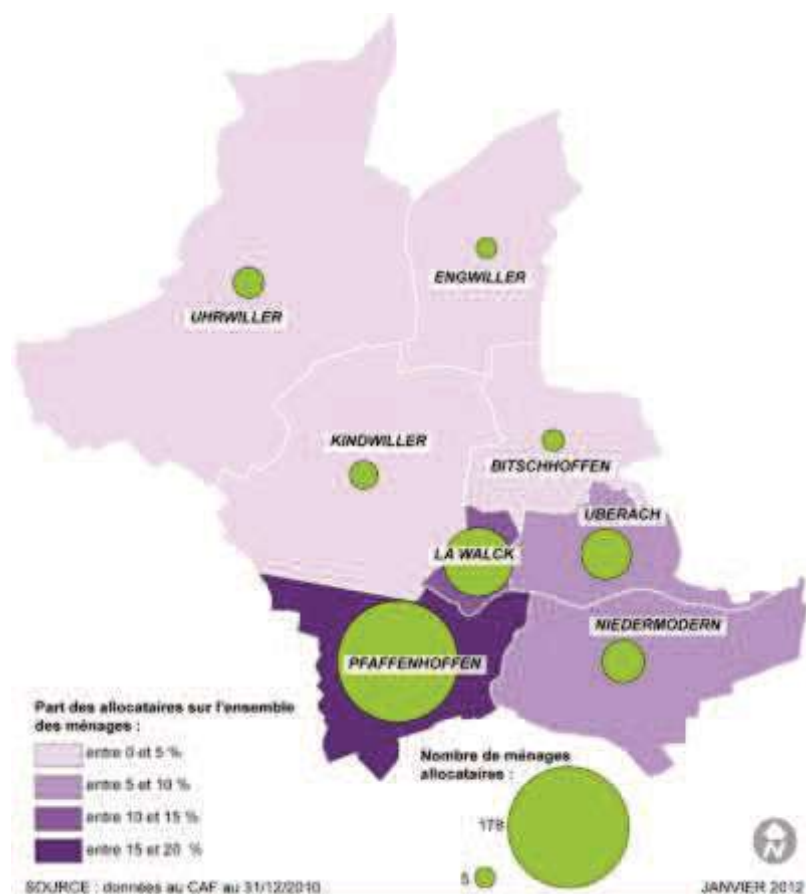 ENGWILLER
UHRWILLER
KINDWILLER
BITSCHHOFFEN
UBERACH
LA WALCK
NIEDERMODERN
PFAFFENHOFFEN
Part des allocataires sur l'ensemble
des ménages :
entre 0 et 5 %
entre 5 et 10 %
entre 10 et 15 %
entre 15 et 20 %
Nombre de ménages
allocataires :
178
5
N
SOURCE : données au CAF au 31/12/2010
JANVIER 2012